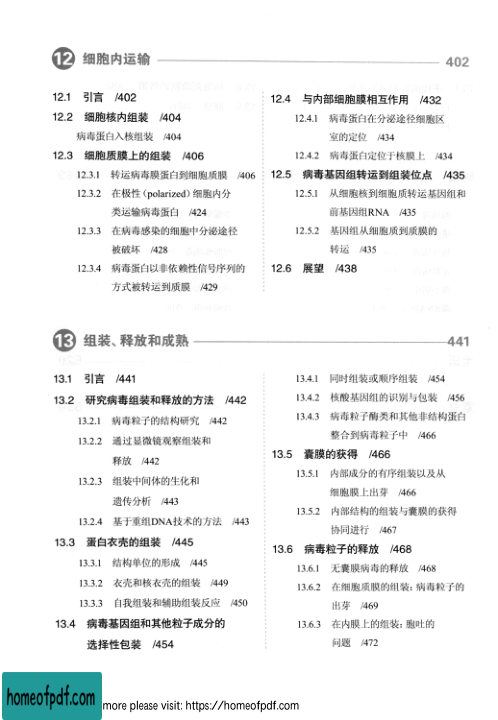 12 细胞内运输 402
12.1 引言 /402
12.2 细胞核内组装 /404
病毒蛋白入核组装 /404
12.3 细胞质膜上的组装 /406
12.3.1 转运病毒膜蛋白到细胞质膜 /406
12.3.2 在极性(polarized)细胞内分
类运输病毒蛋白 /424
12.3.3 在病毒感染的细胞中分泌途径
被破坏 /428
12.3.4 病毒蛋白以非依赖性信号序列的
方式被转运到质膜 /429
12.4 与内部细胞膜相互作用 /432
12.4.1 病毒蛋白在分泌途径细胞区
室的定位 /434
12.4.2 病毒蛋白定位于核膜上 /434
12.5 病毒基因组转运到组装位点 /435
12.5.1 从细胞核到细胞质转运基因组和
前基因组RNA /435
12.5.2 基因组从细胞质到质膜的
转运 /435
12.6 展望 /438
13 组装、释放和成熟 441
13.1 引言 /441
13.2 研究病毒组装和释放的方法 /442
13.2.1 病毒粒子的结构研究 /442
13.2.2 通过显微镜观察组装和
释放 /442
13.2.3 组装中间体的生化和
遗传分析 /443
13.2.4 基于重组DNA技术的方法 /443
13.3 蛋白衣壳的组装 /445
13.3.1 结构单位的形成 /445
13.3.2 衣壳和核衣壳的组装 /449
13.3.3 自我组装和辅助组装反应 /450
13.4 病毒基因组和其他粒子成分的
选择性包装 /454
13.4.1 同时组装或顺序组装 /454
13.4.2 核酸基因组的识别与包装 /456
13.4.3 病毒粒子酶类和其他非结构蛋白
整合到病毒粒子中 /466
13.5 囊膜的获得 /466
13.5.1 内部成分的有序组装以及从
细胞膜上出芽 /466
13.5.2 内部结构的组装与囊膜的获得
协同进行 /467
13.6 病毒粒子的释放 /468
13.6.1 无囊膜病毒的释放 /468
13.6.2 在细胞质膜的组装：病毒粒子的
出芽 /469
13.6.3 在内膜上的组装：胞吐的
问题 /472
homeofpdf.com
more please visit: https://homeofpdf.com